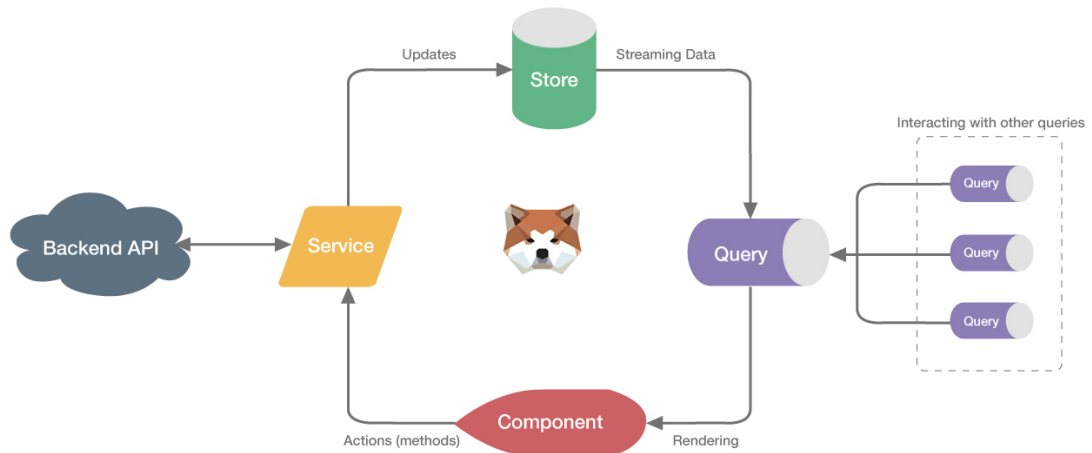 Updates
Store
Streaming Data
Interacting with other queries
Query
Backend API
Service
Query
Query
Query
Component
Actions (methods)
Rendering